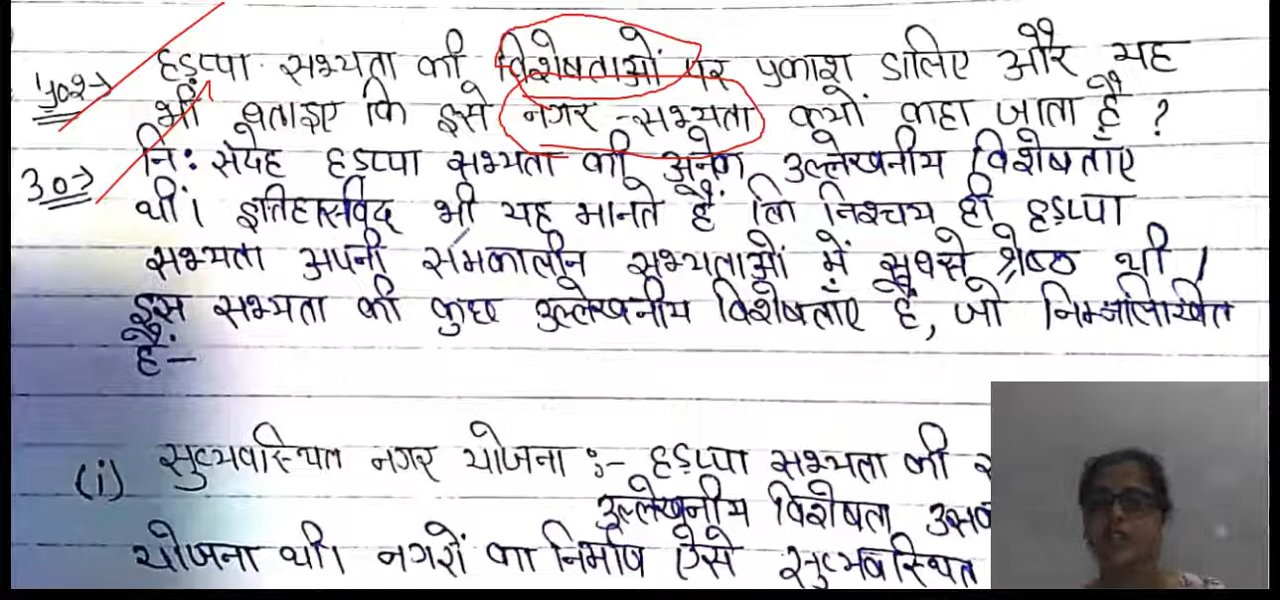 प्र०२→ हड़प्पा सभ्यता की विशेषताओं पर प्रकाश डालिए और यह
भी बताइए कि इसे नगर-सभ्यता क्यों कहा जाता है ?
उ०→ नि: संदेह हड़प्पा सभ्यता की अनेक उल्लेखनीय विशेषताएँ
थीं। इतिहासविद् भी यह मानते हैं कि निश्चय ही हड़प्पा
सभ्यता अपनी समकालीन सभ्यताओं में सबसे श्रेष्ठ थी।
इस सभ्यता की कुछ उल्लेखनीय विशेषताएँ हैं, जो निम्नलिखित
हैं:-
(i) सुव्यवस्थित नगर योजना :- हड़प्पा सभ्यता की
उल्लेखनीय विशेषता
योजना थी। नगरों का निर्माण ऐसे सुव्यवस्थित